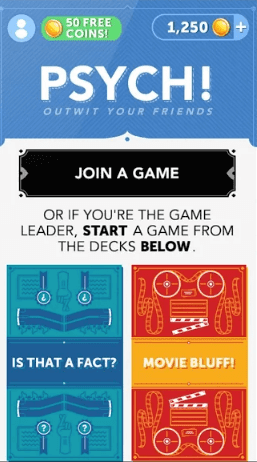 50 FREE
COINS!
1,250 +
PSYCH!
OUTWIT YOUR FRIENDS
JOIN A GAME
OR IF YOU'RE THE GAME
LEADER, START A GAME FROM
THE DECKS BELOW.
IS THAT A FACT?
MOVIE BLUFF!